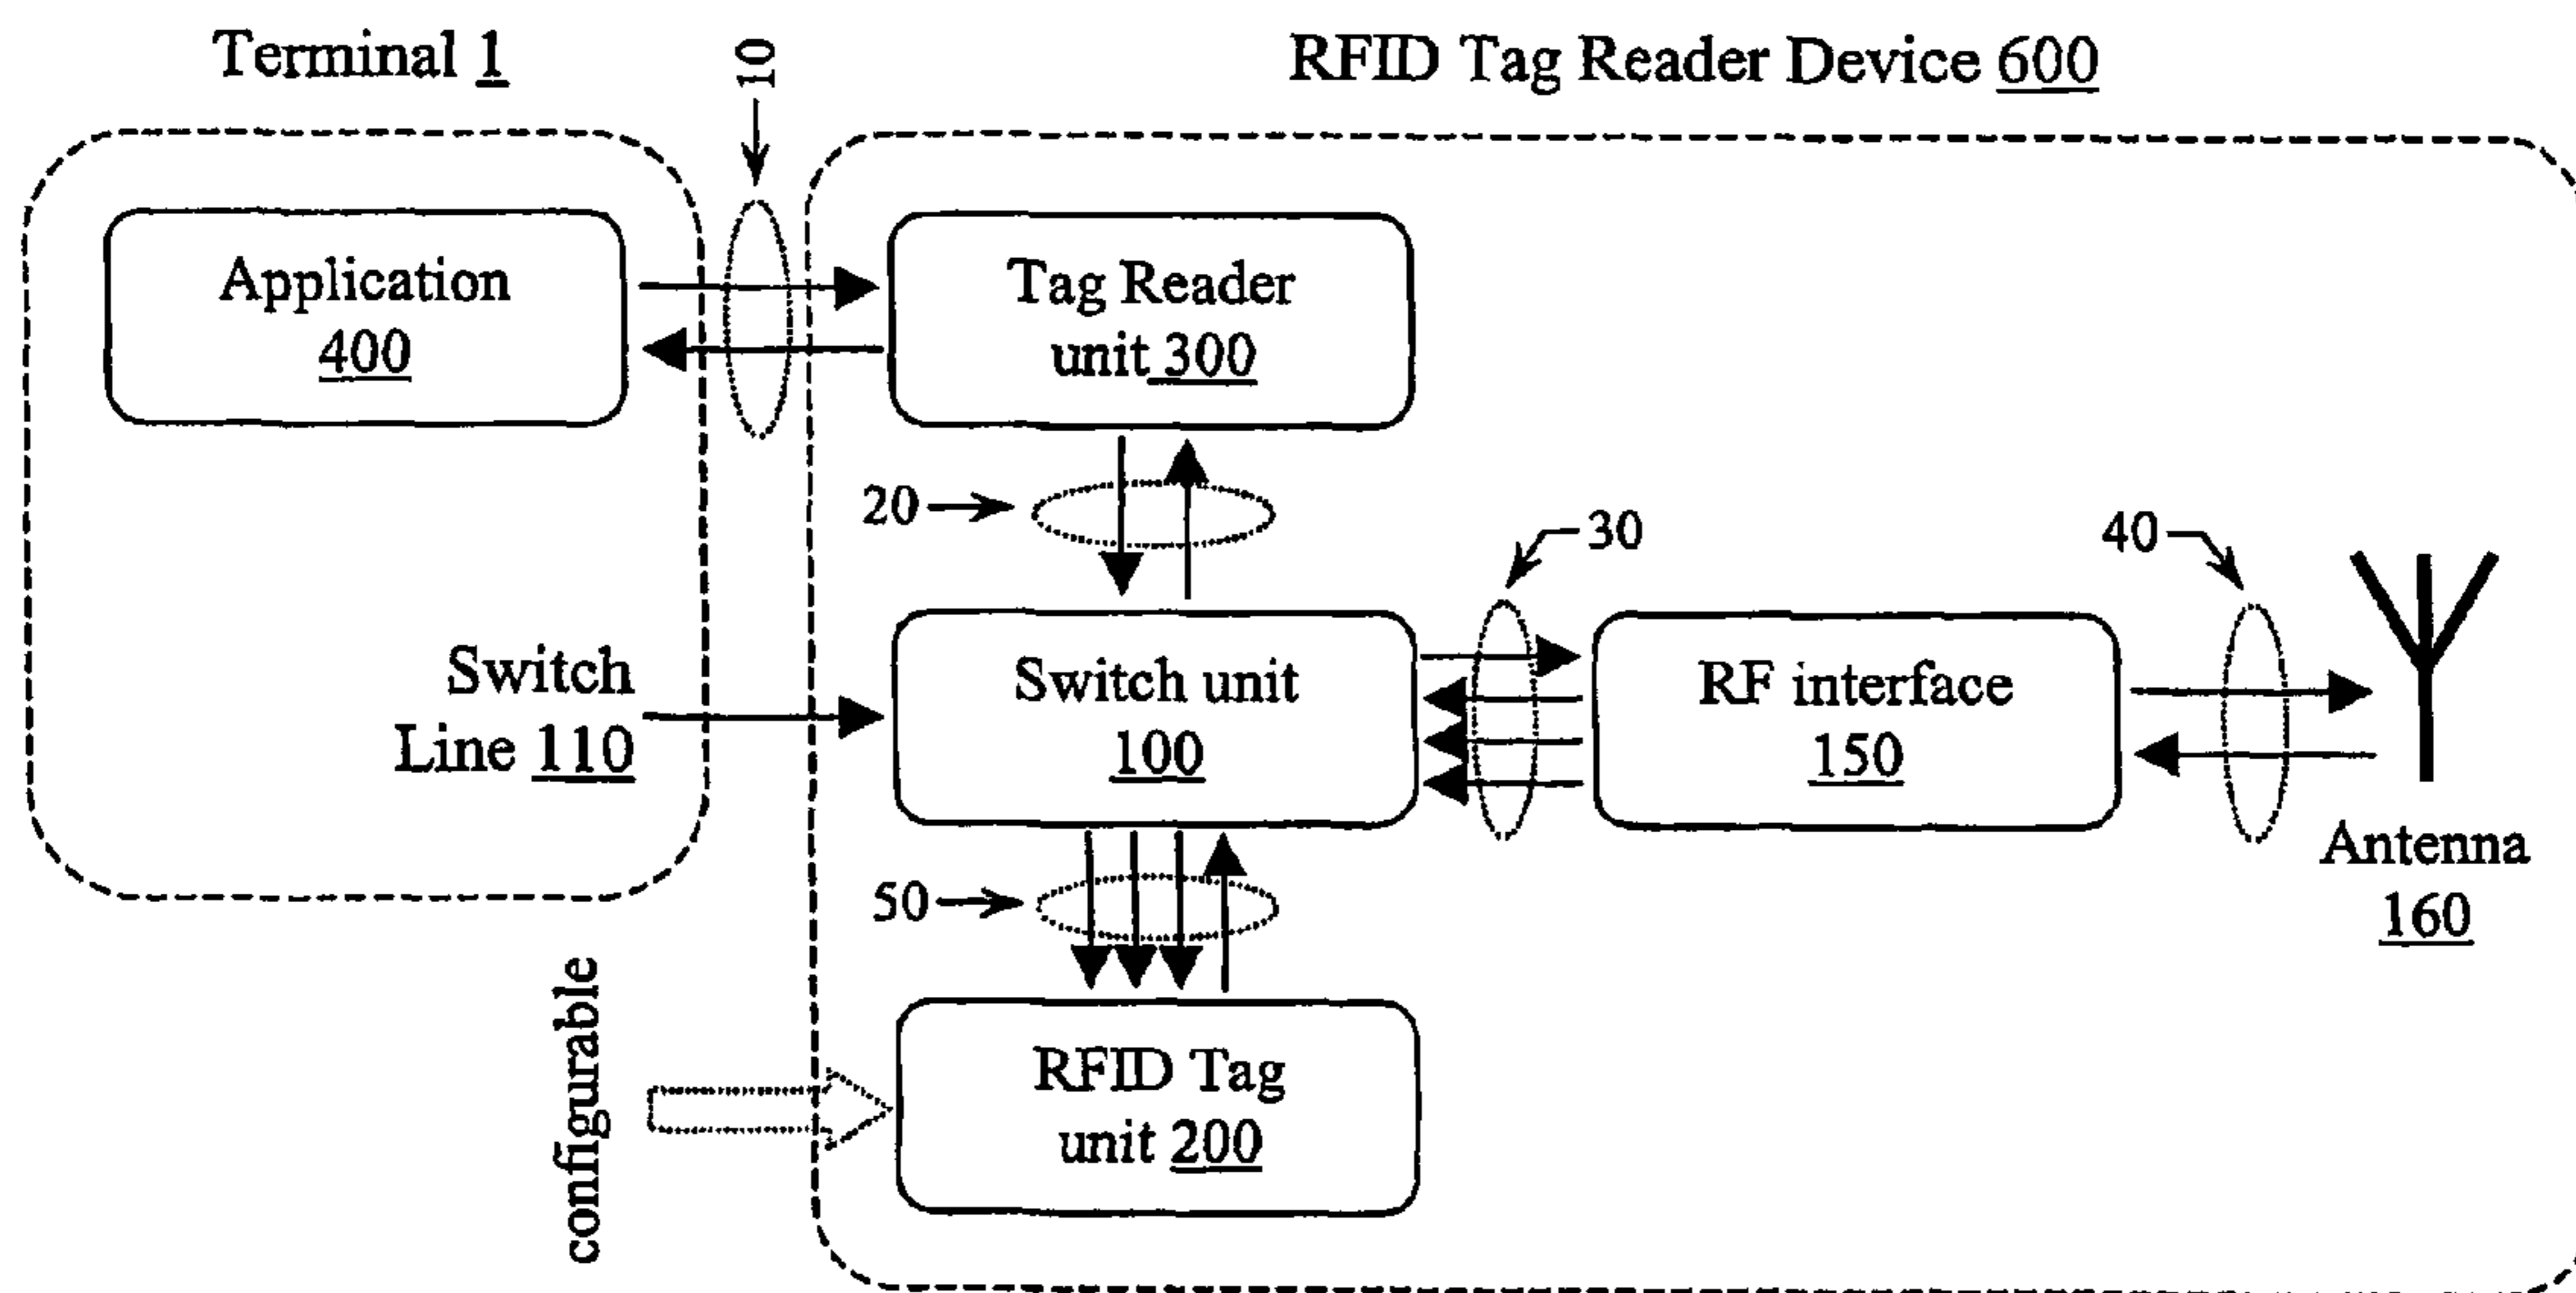 Terminal 1
10
RFID Tag Reader Device 600
Application
400
Tag Reader
unit 300
20
30
40
Switch
Line 110
Switch unit
100
RF interface
150
Antenna
160
50
configurable
RFID Tag
unit 200